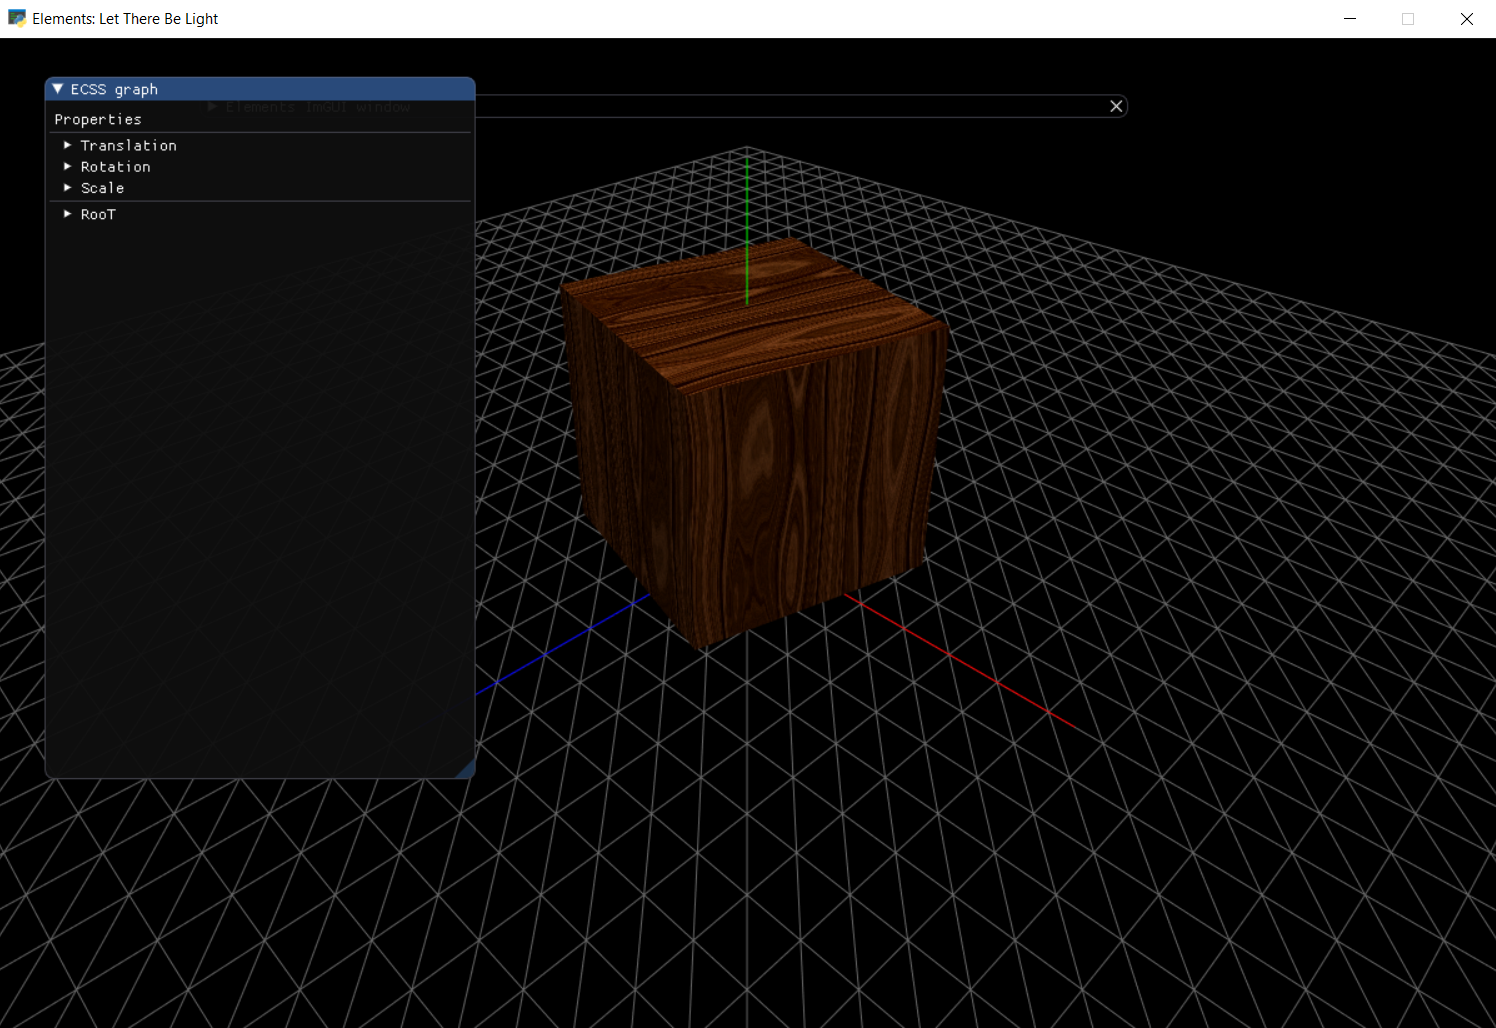 Elements: Let There Be Light
ECSS graph
Elements ImGUI window
Properties
Translation
Rotation
Scale
RooT